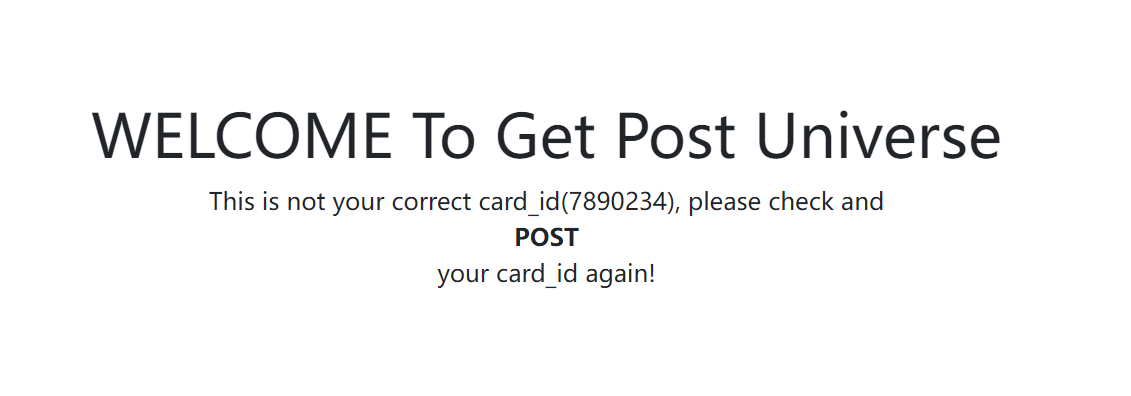 WELCOME To Get Post Universe
This is not your correct card_id(7890234), please check and
POST
your card_id again!